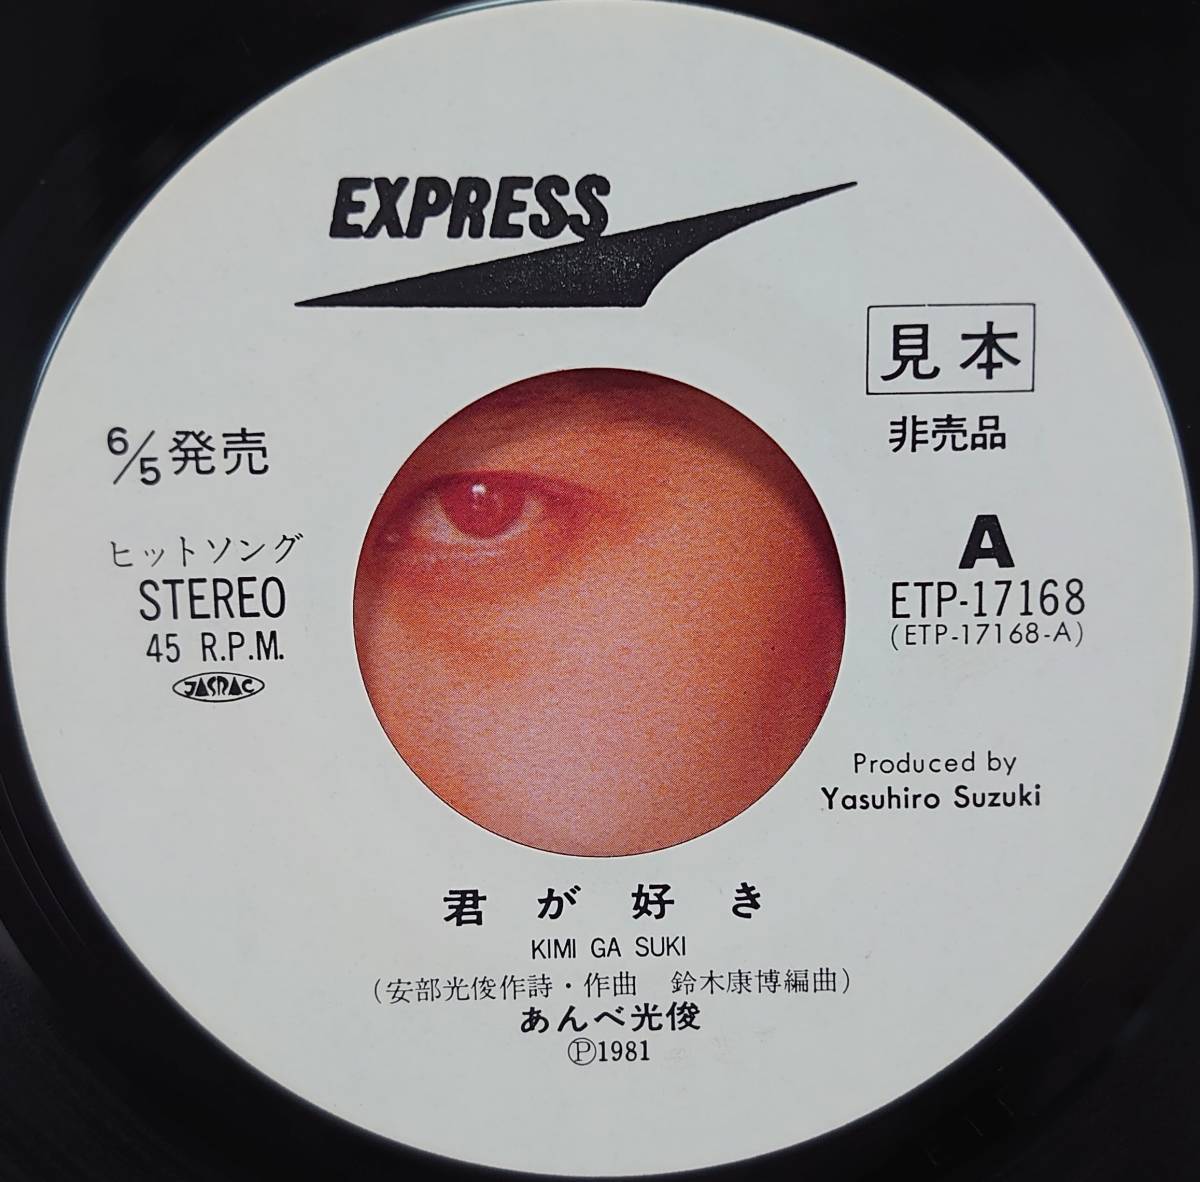 EXPRESS
見本
非売品
6/5発売
ヒットソング
STEREO
45 R.P.M.
JASRAC
A
ETP-17168
(ETP-17168-A)
Produced by
Yasuhiro Suzuki
君が好き
KIMI GA SUKI
(安部光俊作詩・作曲 鈴木康博編曲)
あんべ光俊
Ⓟ1981